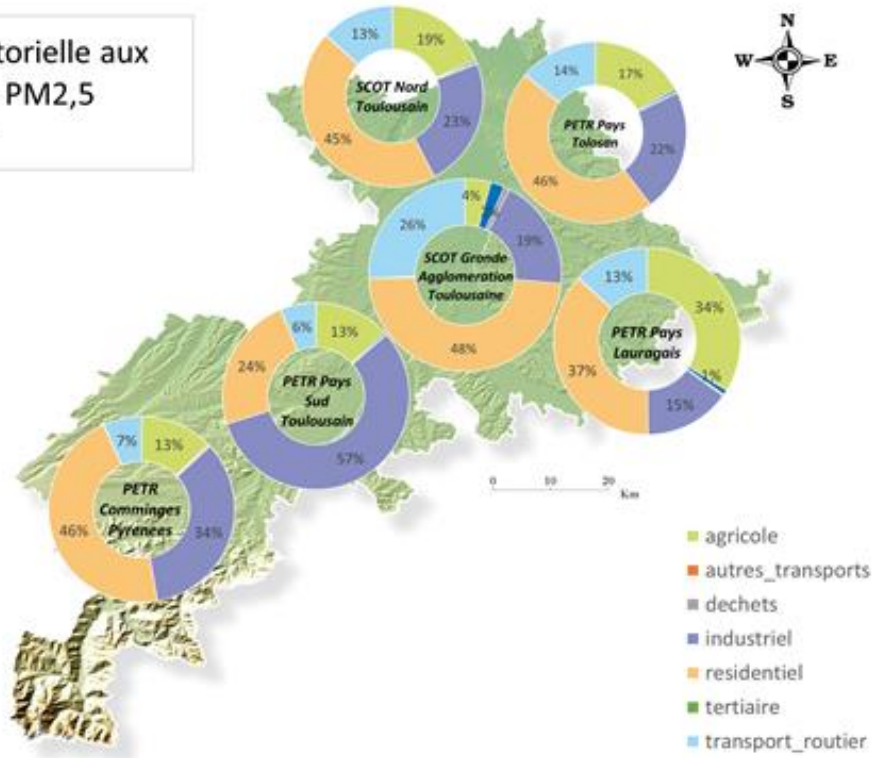 torielle aux
PM2,5
N
W E
S
13%
19%
SCOT Nord
Toulousain
45%
23%
14%
17%
PETR Pays
Tolosan
46%
22%
4%
26%
19%
SCOT Grande
Agglomeration
Toulousaine
48%
13%
34%
PETR Pays
Lauragais
1%
37%
15%
6%
13%
24%
PETR Pays
Sud
Toulousain
57%
7%
13%
PETR
Comminges
Pyrenees
46%
34%
0 10 20
Km
agricole
autres_transports
dechets
industriel
residentiel
tertiaire
transport_routier